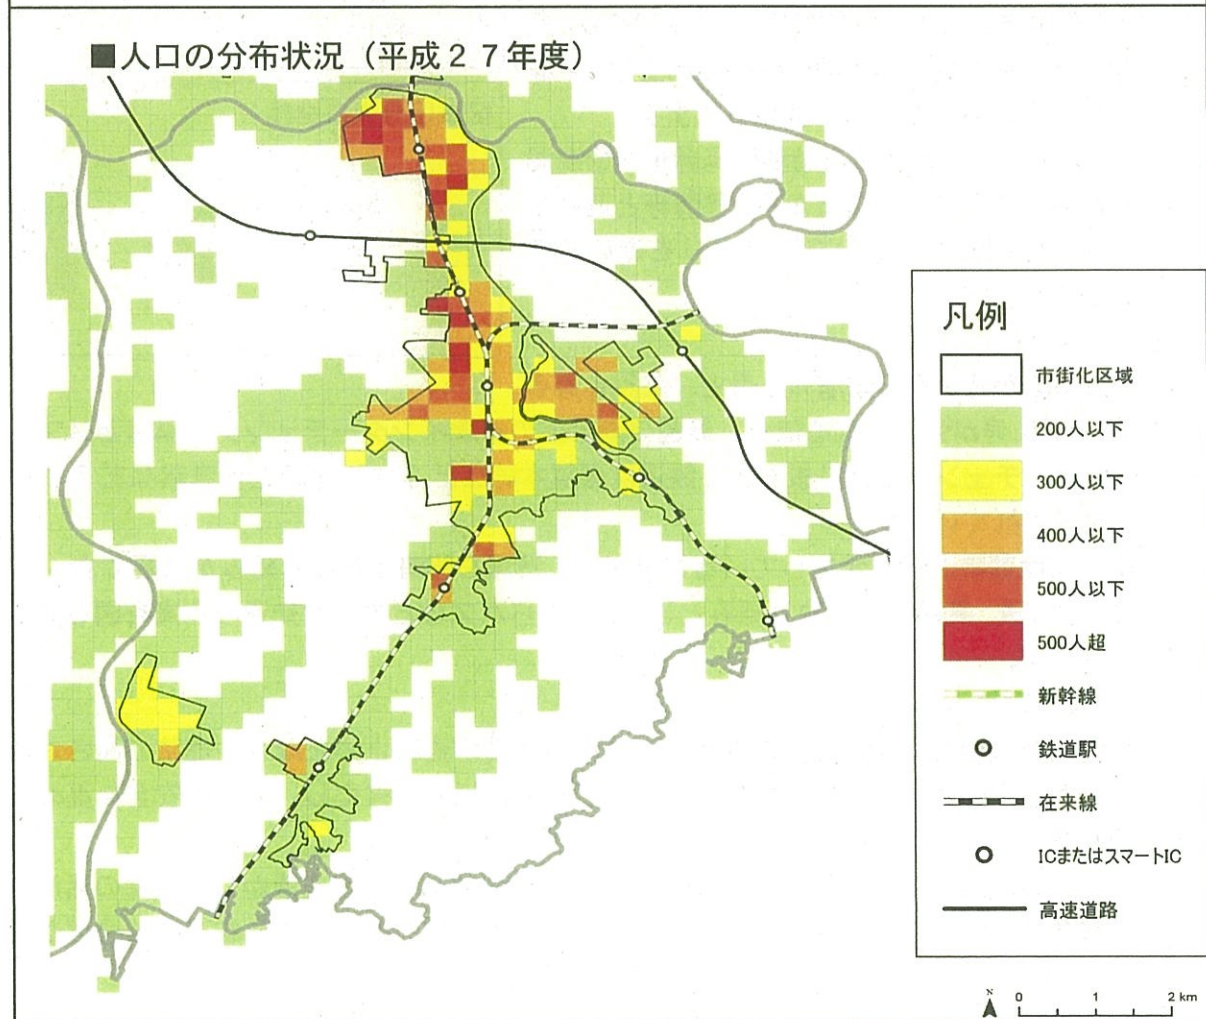 ■人口の分布状況（平成２７年度）
凡例
市街化区域
200人以下
300人以下
400人以下
500人以下
500人超
新幹線
鉄道駅
在来線
ICまたはスマートIC
高速道路
N
0 1 2 km